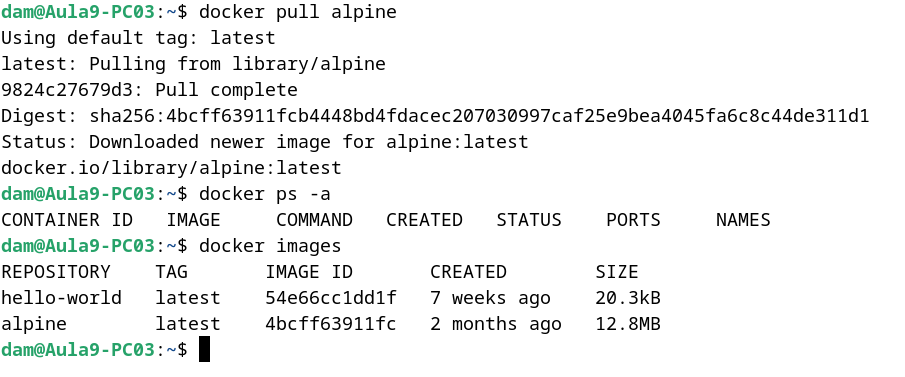 dam@Aula9-PC03:~$ docker pull alpine
Using default tag: latest
latest: Pulling from library/alpine
9824c27679d3: Pull complete
Digest: sha256:4bcff63911fcb4448bd4fdacec207030997caf25e9bea4045fa6c8c44de311d1
Status: Downloaded newer image for alpine:latest
docker.io/library/alpine:latest
dam@Aula9-PC03:~$ docker ps -a
CONTAINER ID   IMAGE     COMMAND   CREATED   STATUS    PORTS     NAMES
dam@Aula9-PC03:~$ docker images
REPOSITORY    TAG       IMAGE ID       CREATED        SIZE
hello-world   latest    54e66cc1dd1f   7 weeks ago    20.3kB
alpine        latest    4bcff63911fc   2 months ago   12.8MB
dam@Aula9-PC03:~$